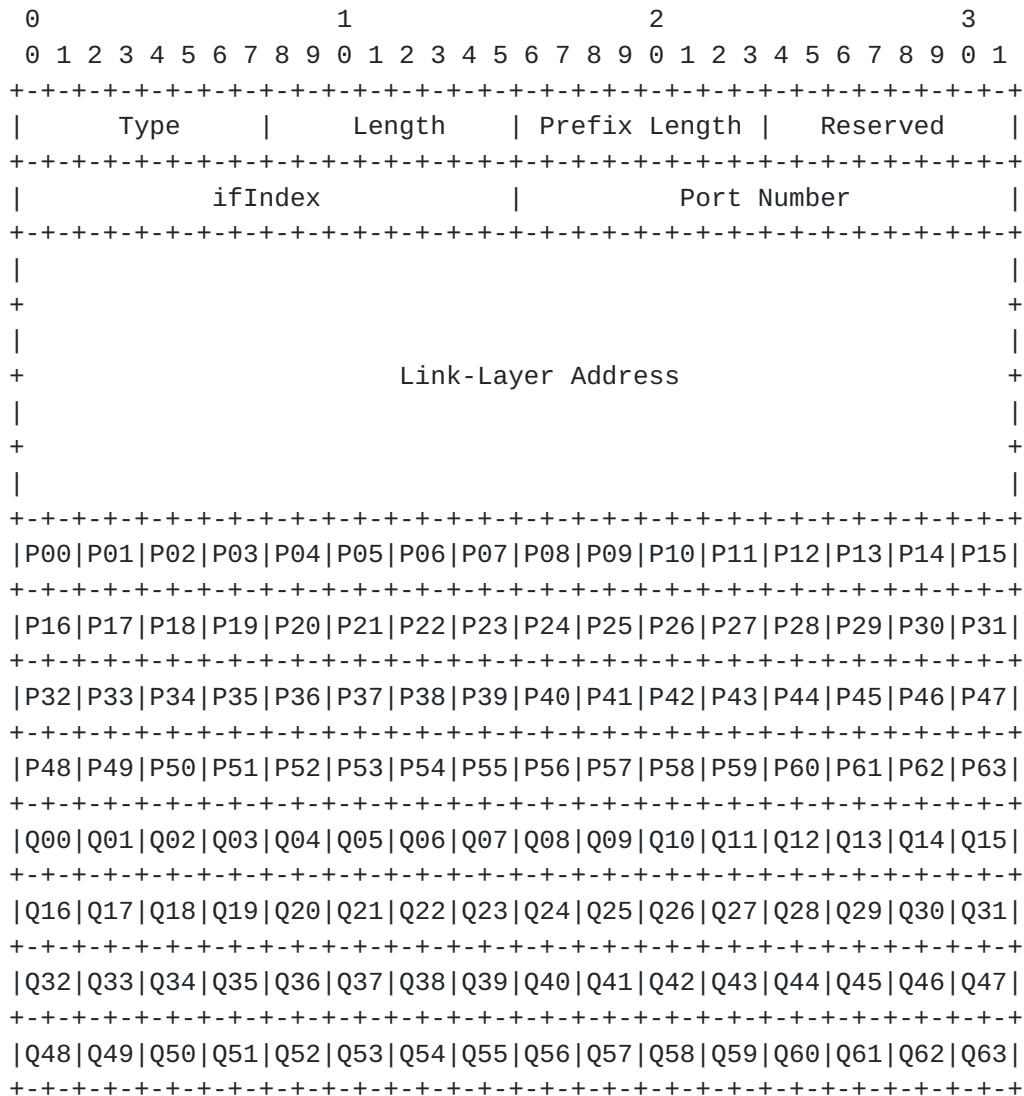 0                   1                   2                   3
 0 1 2 3 4 5 6 7 8 9 0 1 2 3 4 5 6 7 8 9 0 1 2 3 4 5 6 7 8 9 0 1
+-+-+-+-+-+-+-+-+-+-+-+-+-+-+-+-+-+-+-+-+-+-+-+-+-+-+-+-+-+-+-+-+
|      Type     |     Length    | Prefix Length |   Reserved    |
+-+-+-+-+-+-+-+-+-+-+-+-+-+-+-+-+-+-+-+-+-+-+-+-+-+-+-+-+-+-+-+-+
|            ifIndex            |          Port Number          |
+-+-+-+-+-+-+-+-+-+-+-+-+-+-+-+-+-+-+-+-+-+-+-+-+-+-+-+-+-+-+-+-+
|                                                               |
+                                                               +
|                                                               |
+                        Link-Layer Address                     +
|                                                               |
+                                                               +
|                                                               |
+-+-+-+-+-+-+-+-+-+-+-+-+-+-+-+-+-+-+-+-+-+-+-+-+-+-+-+-+-+-+-+-+
|P00|P01|P02|P03|P04|P05|P06|P07|P08|P09|P10|P11|P12|P13|P14|P15|
+-+-+-+-+-+-+-+-+-+-+-+-+-+-+-+-+-+-+-+-+-+-+-+-+-+-+-+-+-+-+-+-+
|P16|P17|P18|P19|P20|P21|P22|P23|P24|P25|P26|P27|P28|P29|P30|P31|
+-+-+-+-+-+-+-+-+-+-+-+-+-+-+-+-+-+-+-+-+-+-+-+-+-+-+-+-+-+-+-+-+
|P32|P33|P34|P35|P36|P37|P38|P39|P40|P41|P42|P43|P44|P45|P46|P47|
+-+-+-+-+-+-+-+-+-+-+-+-+-+-+-+-+-+-+-+-+-+-+-+-+-+-+-+-+-+-+-+-+
|P48|P49|P50|P51|P52|P53|P54|P55|P56|P57|P58|P59|P60|P61|P62|P63|
+-+-+-+-+-+-+-+-+-+-+-+-+-+-+-+-+-+-+-+-+-+-+-+-+-+-+-+-+-+-+-+-+
|Q00|Q01|Q02|Q03|Q04|Q05|Q06|Q07|Q08|Q09|Q10|Q11|Q12|Q13|Q14|Q15|
+-+-+-+-+-+-+-+-+-+-+-+-+-+-+-+-+-+-+-+-+-+-+-+-+-+-+-+-+-+-+-+-+
|Q16|Q17|Q18|Q19|Q20|Q21|Q22|Q23|Q24|Q25|Q26|Q27|Q28|Q29|Q30|Q31|
+-+-+-+-+-+-+-+-+-+-+-+-+-+-+-+-+-+-+-+-+-+-+-+-+-+-+-+-+-+-+-+-+
|Q32|Q33|Q34|Q35|Q36|Q37|Q38|Q39|Q40|Q41|Q42|Q43|Q44|Q45|Q46|Q47|
+-+-+-+-+-+-+-+-+-+-+-+-+-+-+-+-+-+-+-+-+-+-+-+-+-+-+-+-+-+-+-+-+
|Q48|Q49|Q50|Q51|Q52|Q53|Q54|Q55|Q56|Q57|Q58|Q59|Q60|Q61|Q62|Q63|
+-+-+-+-+-+-+-+-+-+-+-+-+-+-+-+-+-+-+-+-+-+-+-+-+-+-+-+-+-+-+-+-+